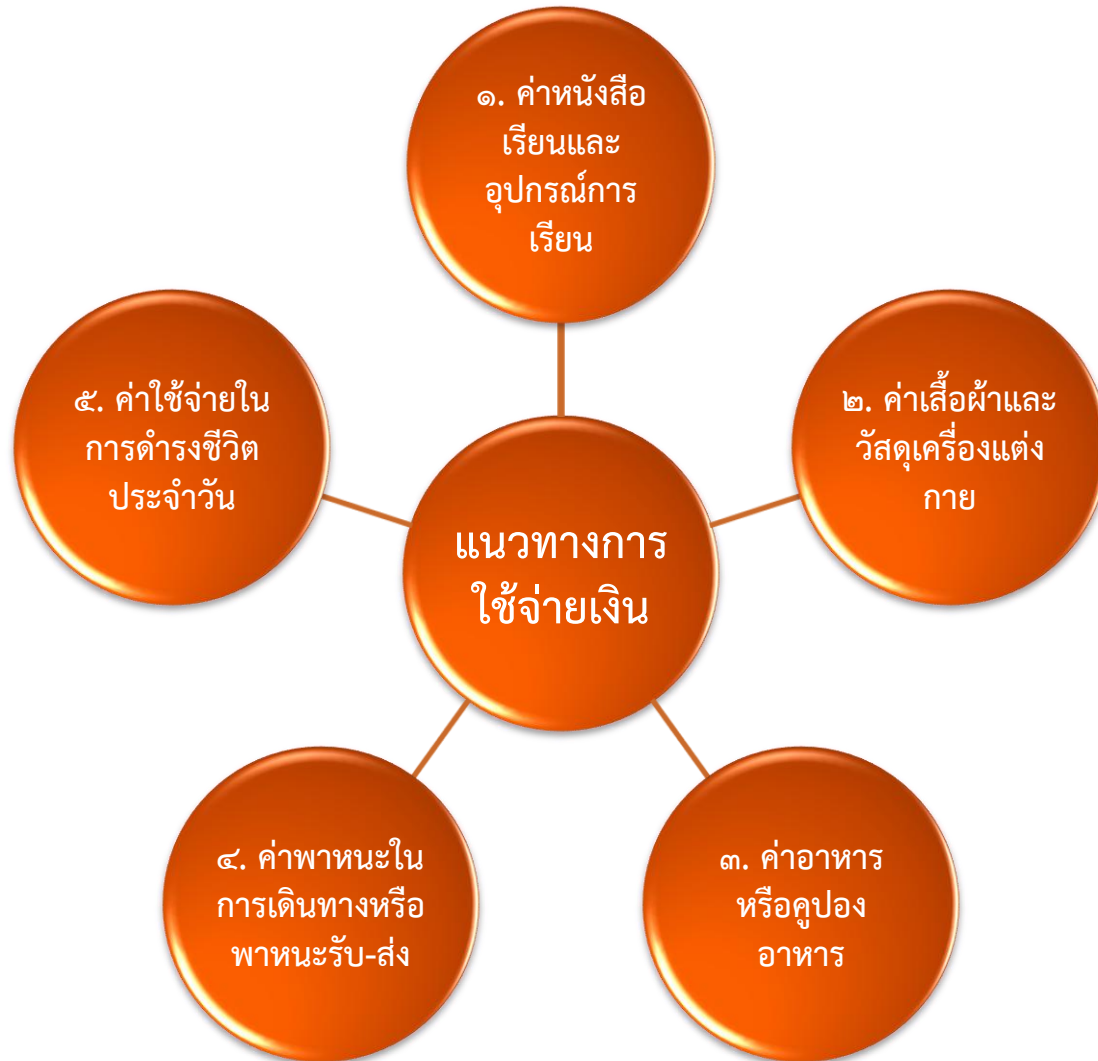 ๑. ค่าหนังสือ
เรียนและ
อุปกรณ์การ
เรียน
๒. ค่าเสื้อผ้าและ
วัสดุเครื่องแต่ง
กาย
๓. ค่าอาหาร
หรือคูปอง
อาหาร
๔. ค่าพาหนะใน
การเดินทางหรือ
พาหนะรับ-ส่ง
๕. ค่าใช้จ่ายใน
การดำรงชีวิต
ประจำวัน
แนวทางการ
ใช้จ่ายเงิน